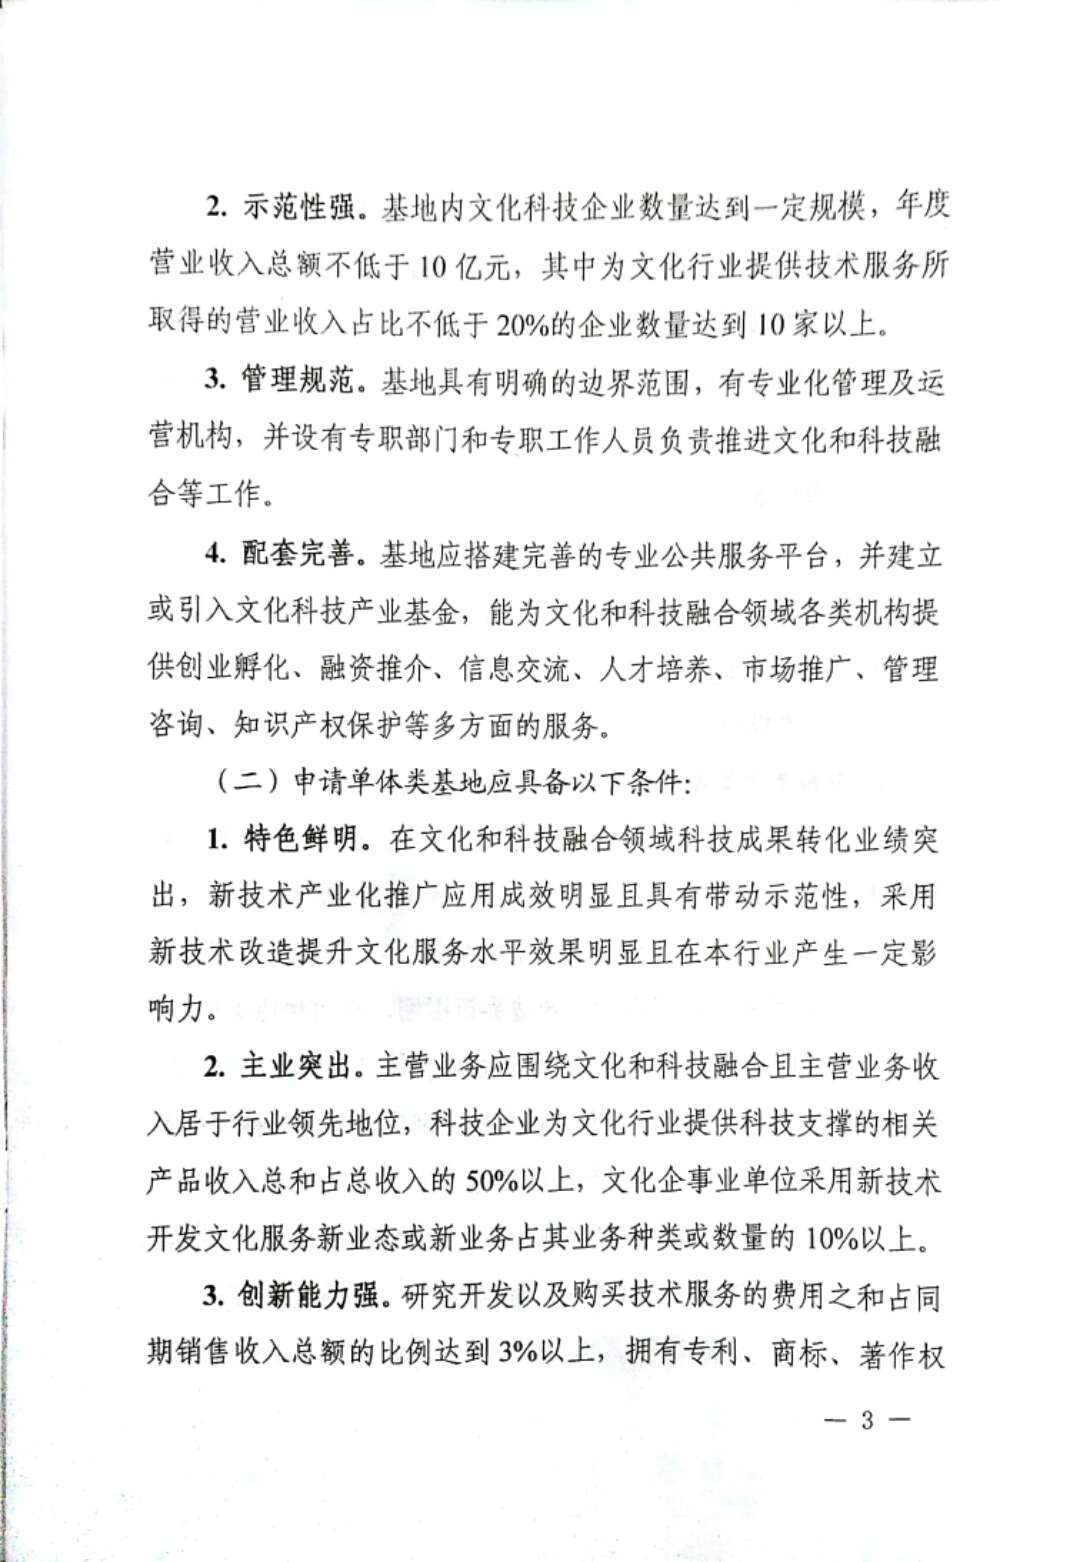 2. 示范性强。基地内文化科技企业数量达到一定规模，年度
营业收入总额不低于 10 亿元，其中为文化行业提供技术服务所
取得的营业收入占比不低于 20%的企业数量达到 10 家以上。
3. 管理规范。基地具有明确的边界范围，有专业化管理及运
营机构，并设有专职部门和专职工作人员负责推进文化和科技融
合等工作。
4. 配套完善。基地应搭建完善的专业公共服务平台，并建立
或引入文化科技产业基金，能为文化和科技融合领域各类机构提
供创业孵化、融资推介、信息交流、人才培养、市场推广、管理
咨询、知识产权保护等多方面的服务。
（二）申请单体类基地应具备以下条件：
1. 特色鲜明。在文化和科技融合领域科技成果转化业绩突
出，新技术产业化推广应用成效明显且具有带动示范性，采用
新技术改造提升文化服务水平效果明显且在本行业产生一定影
响力。
2. 主业突出。主营业务应围绕文化和科技融合且主营业务收
入居于行业领先地位，科技企业为文化行业提供科技支撑的相关
产品收入总和占总收入的 50%以上，文化企事业单位采用新技术
开发文化服务新业态或新业务占其业务种类或数量的 10%以上。
3. 创新能力强。研究开发以及购买技术服务的费用之和占同
期销售收入总额的比例达到 3%以上，拥有专利、商标、著作权
— 3 —